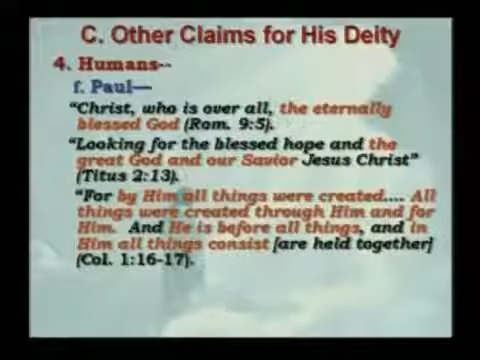 C. Other Claims for His Deity
4. Humans--
f. Paul—
"Christ, who is over all, the eternally
blessed God (Rom. 9:5).
"Looking for the blessed hope and the
great God and our Savior Jesus Christ"
(Titus 2:13).
"For by Him all things were created.... All
things were created through Him and for
Him. And He is before all things, and in
Him all things consist [are held together]
(Col. 1:16-17).